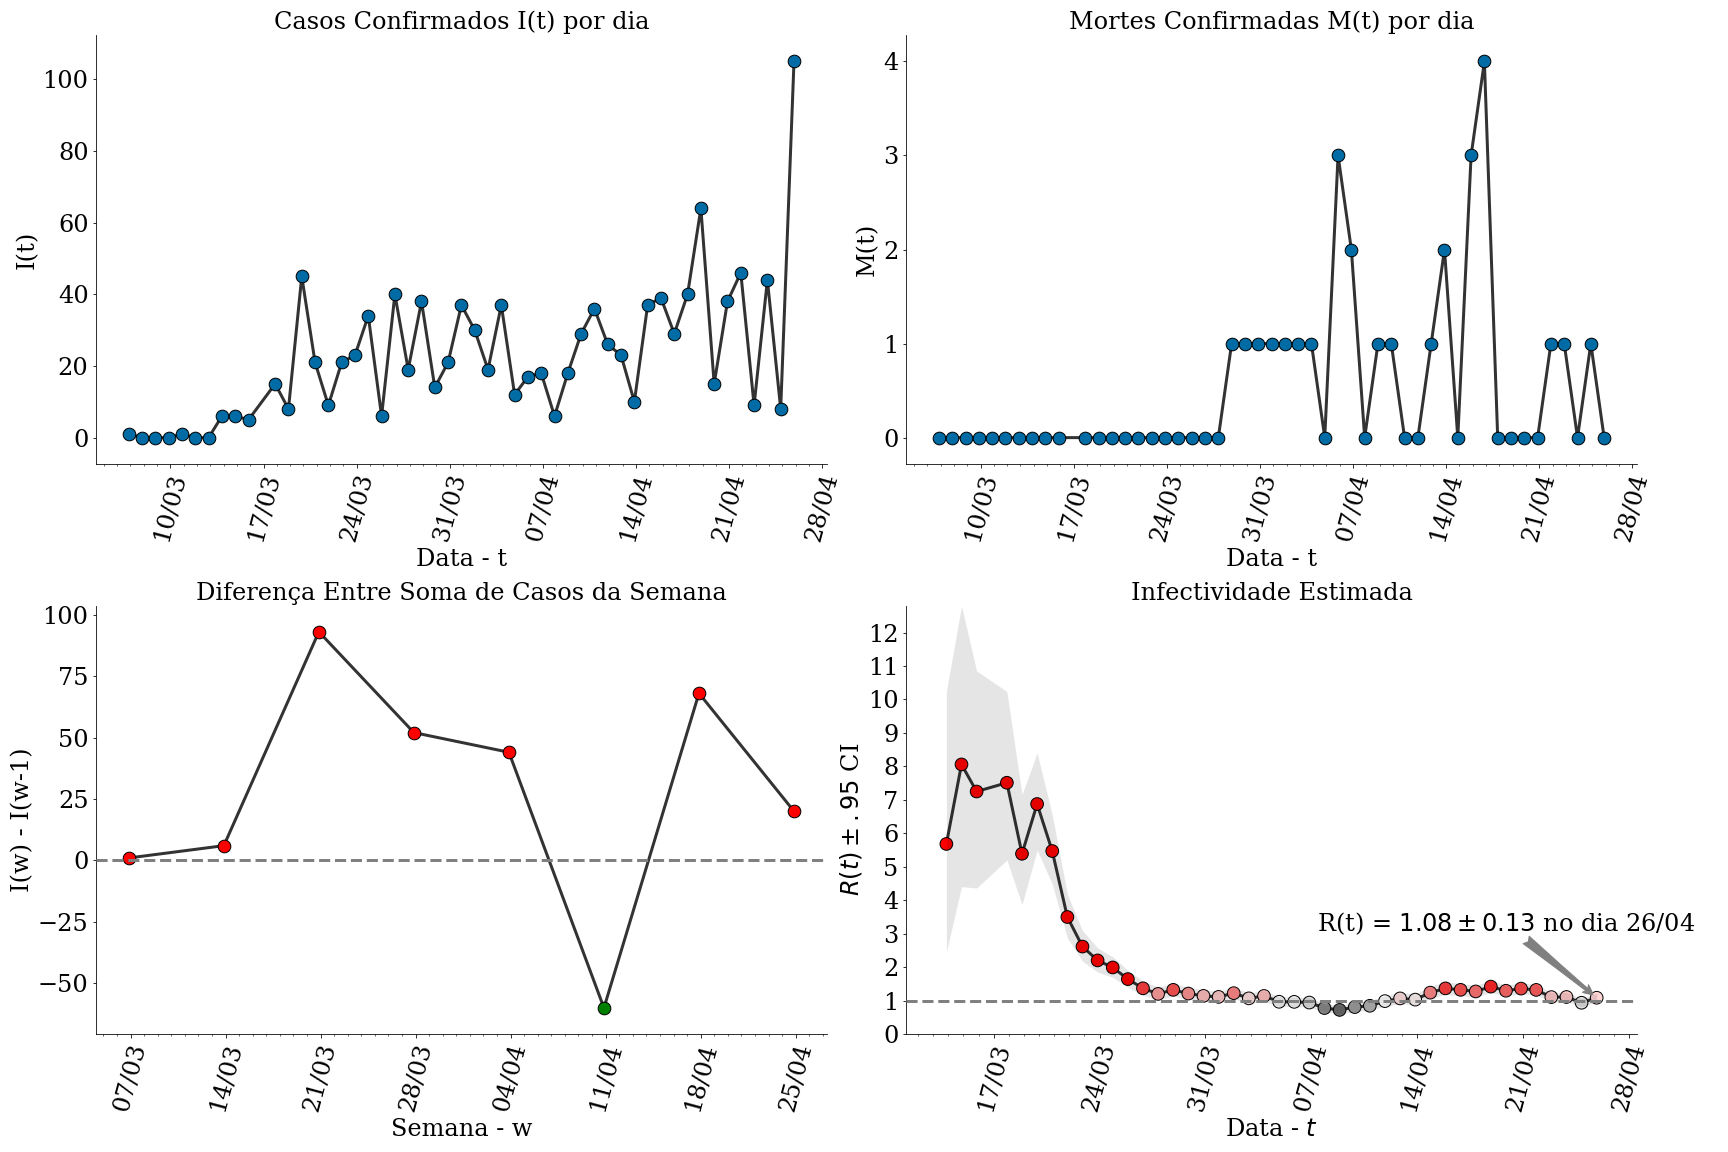 Casos Confirmados I(t) por dia
I(t)
100
80
60
40
20
0
10/03 17/03 24/03 31/03 07/04 14/04 21/04 28/04
Data - t
Mortes Confirmadas M(t) por dia
M(t)
4
3
2
1
0
10/03 17/03 24/03 31/03 07/04 14/04 21/04 28/04
Data - t
Diferença Entre Soma de Casos da Semana
I(w) - I(w-1)
100
75
50
25
0
−25
−50
07/03 14/03 21/03 28/03 04/04 11/04 18/04 25/04
Semana - w
Infectividade Estimada
R(t) ± .95 CI
12
11
10
9
8
7
6
5
4
3
2
1
0
R(t) = 1.08 ± 0.13 no dia 26/04
17/03 24/03 31/03 07/04 14/04 21/04 28/04
Data - t